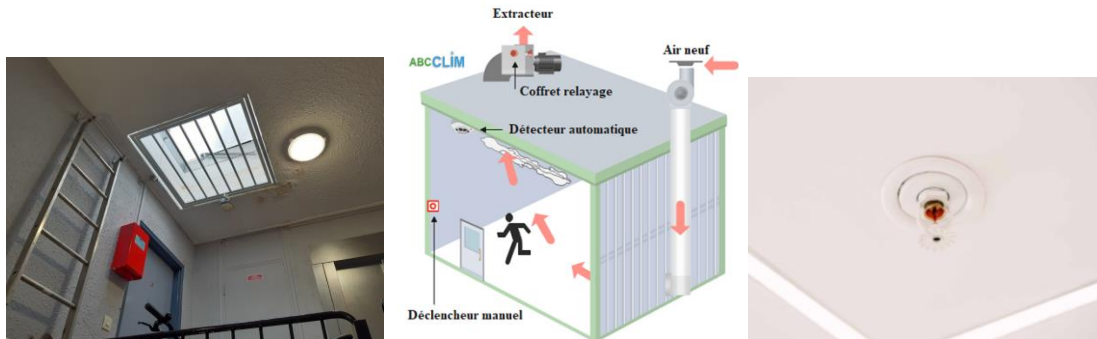 Extracteur
Air neuf
ABCCLIM
Coffret relayage
Détecteur automatique
Déclencheur manuel